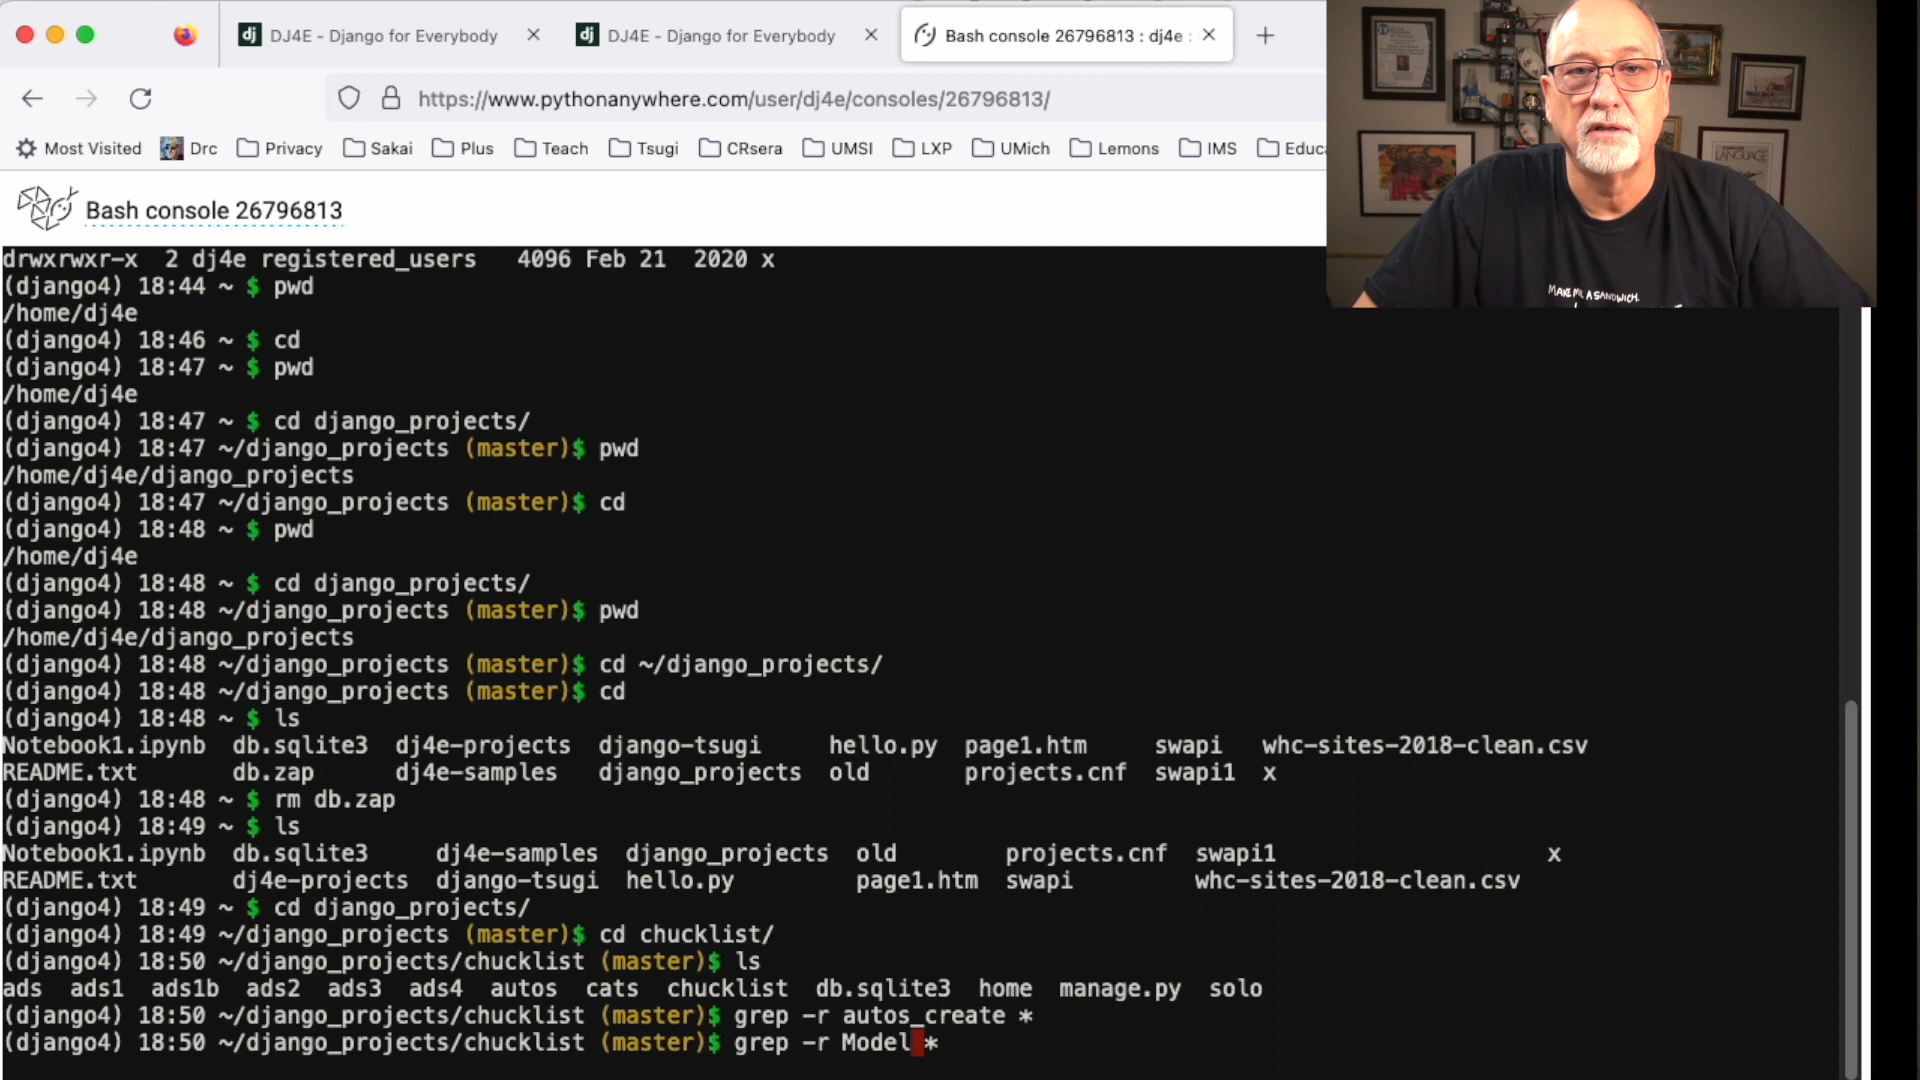 DJ4E - Django for Everybody
DJ4E - Django for Everybody
Bash console 26796813 : dj4e :
https://www.pythonanywhere.com/user/dj4e/consoles/26796813/
Most Visited Drc Privacy Sakai Plus Teach Tsugi CRsera UMSI LXP UMich Lemons IMS Educa
Bash console 26796813
LANGUAGE
MAKE ME A SANDWICH.
drwxrwxr-x  2 dj4e registered_users   4096 Feb 21  2020 x
(django4) 18:44 ~ $ pwd
/home/dj4e
(django4) 18:46 ~ $ cd
(django4) 18:47 ~ $ pwd
/home/dj4e
(django4) 18:47 ~ $ cd django_projects/
(django4) 18:47 ~/django_projects (master)$ pwd
/home/dj4e/django_projects
(django4) 18:47 ~/django_projects (master)$ cd
(django4) 18:48 ~ $ pwd
/home/dj4e
(django4) 18:48 ~ $ cd django_projects/
(django4) 18:48 ~/django_projects (master)$ pwd
/home/dj4e/django_projects
(django4) 18:48 ~/django_projects (master)$ cd ~/django_projects/
(django4) 18:48 ~/django_projects (master)$ cd
(django4) 18:48 ~ $ ls
Notebook1.ipynb  db.sqlite3  dj4e-projects  django-tsugi     hello.py  page1.htm     swapi   whc-sites-2018-clean.csv
README.txt       db.zap      dj4e-samples   django_projects  old       projects.cnf  swapi1  x
(django4) 18:48 ~ $ rm db.zap
(django4) 18:49 ~ $ ls
Notebook1.ipynb  db.sqlite3     dj4e-samples  django_projects  old        projects.cnf  swapi1                    x
README.txt       dj4e-projects  django-tsugi  hello.py         page1.htm  swapi         whc-sites-2018-clean.csv
(django4) 18:49 ~ $ cd django_projects/
(django4) 18:49 ~/django_projects (master)$ cd chucklist/
(django4) 18:50 ~/django_projects/chucklist (master)$ ls
ads  ads1  ads1b  ads2  ads3  ads4  autos  cats  chucklist  db.sqlite3  home  manage.py  solo
(django4) 18:50 ~/django_projects/chucklist (master)$ grep -r autos_create *
(django4) 18:50 ~/django_projects/chucklist (master)$ grep -r Model *